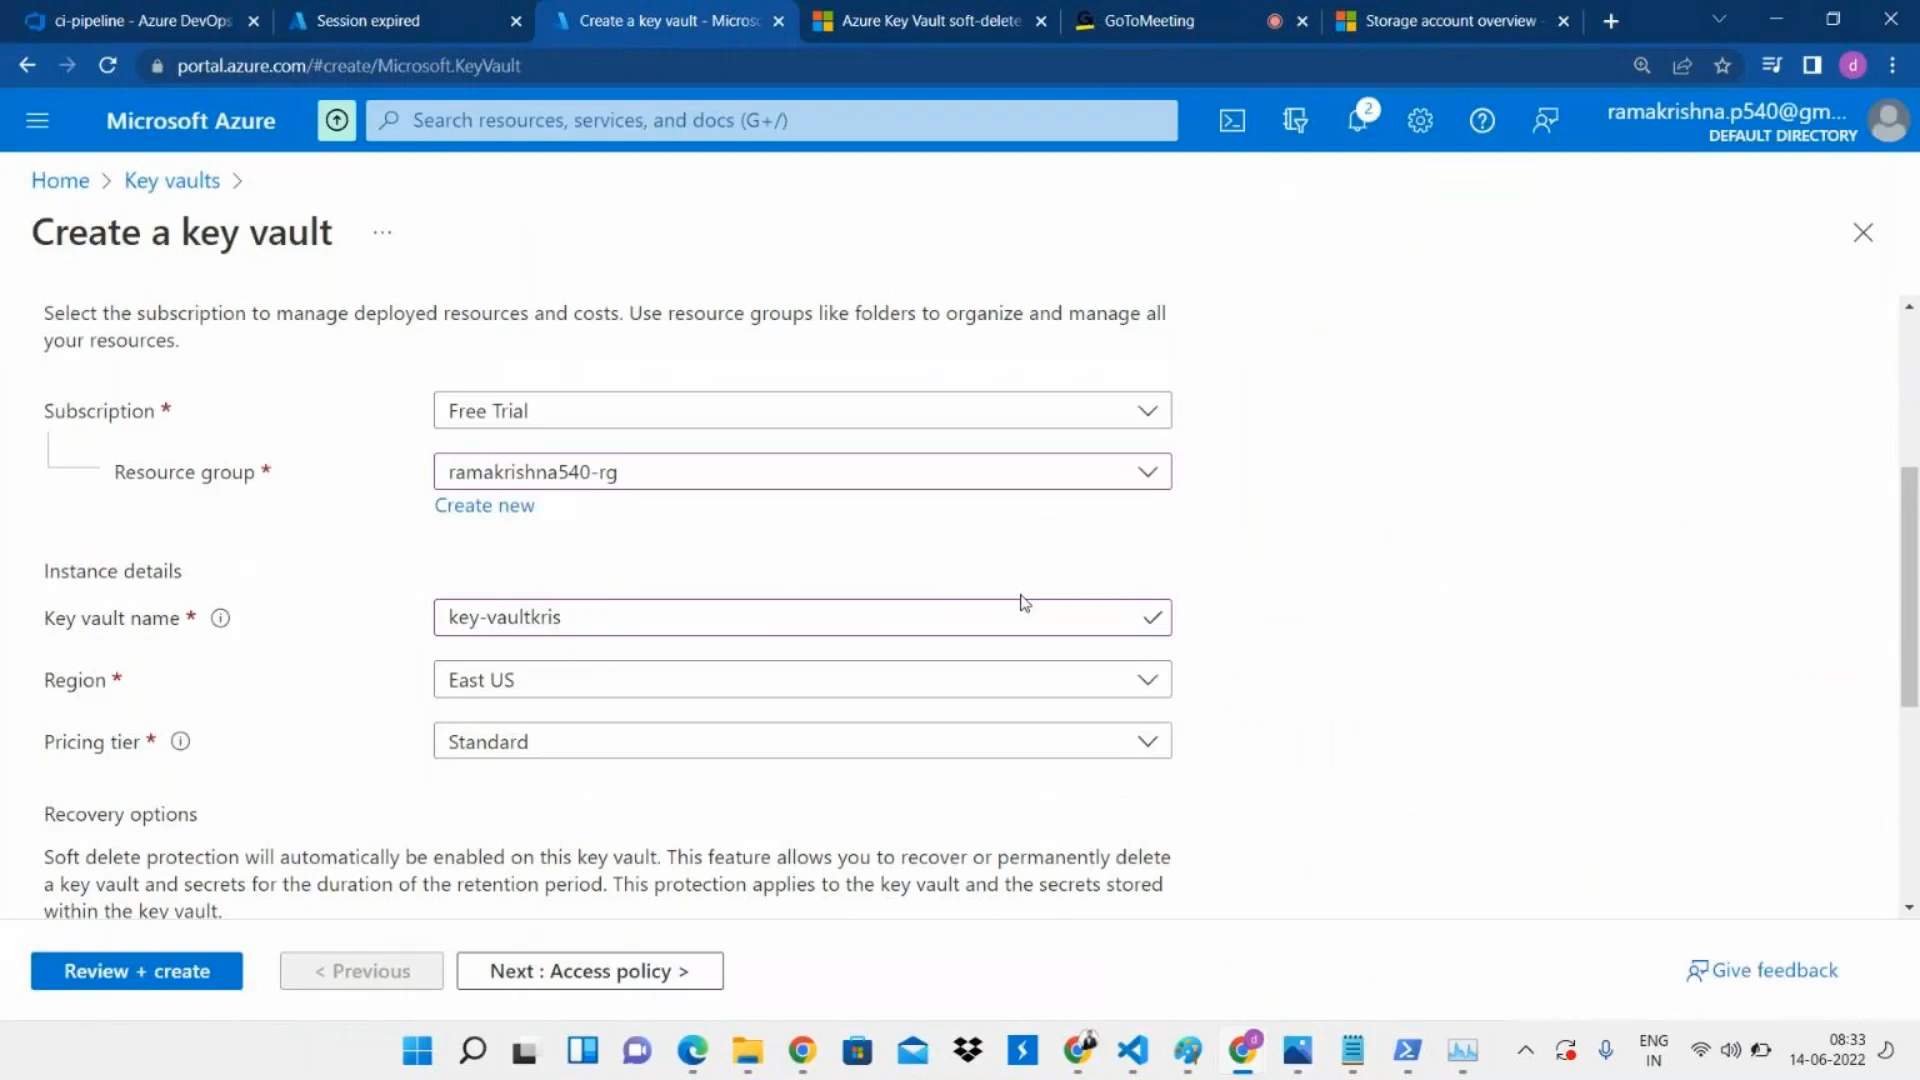 ci-pipeline - Azure DevOps
Session expired
Create a key vault - Micros
Azure Key Vault soft-delete
GoToMeeting
Storage account overview
portal.azure.com/#create/Microsoft.KeyVault
d
Microsoft Azure
Search resources, services, and docs (G+/)
2
ramakrishna.p540@gm...
DEFAULT DIRECTORY
Home > Key vaults >
Create a key vault ...
Select the subscription to manage deployed resources and costs. Use resource groups like folders to organize and manage all
your resources.
Subscription * Free Trial
Resource group * ramakrishna540-rg
Create new
Instance details
Key vault name * key-vaultkris
Region * East US
Pricing tier * Standard
Recovery options
Soft delete protection will automatically be enabled on this key vault. This feature allows you to recover or permanently delete
a key vault and secrets for the duration of the retention period. This protection applies to the key vault and the secrets stored
within the key vault.
Review + create
< Previous
Next : Access policy >
Give feedback
d
ENG
IN
08:33
14-06-2022